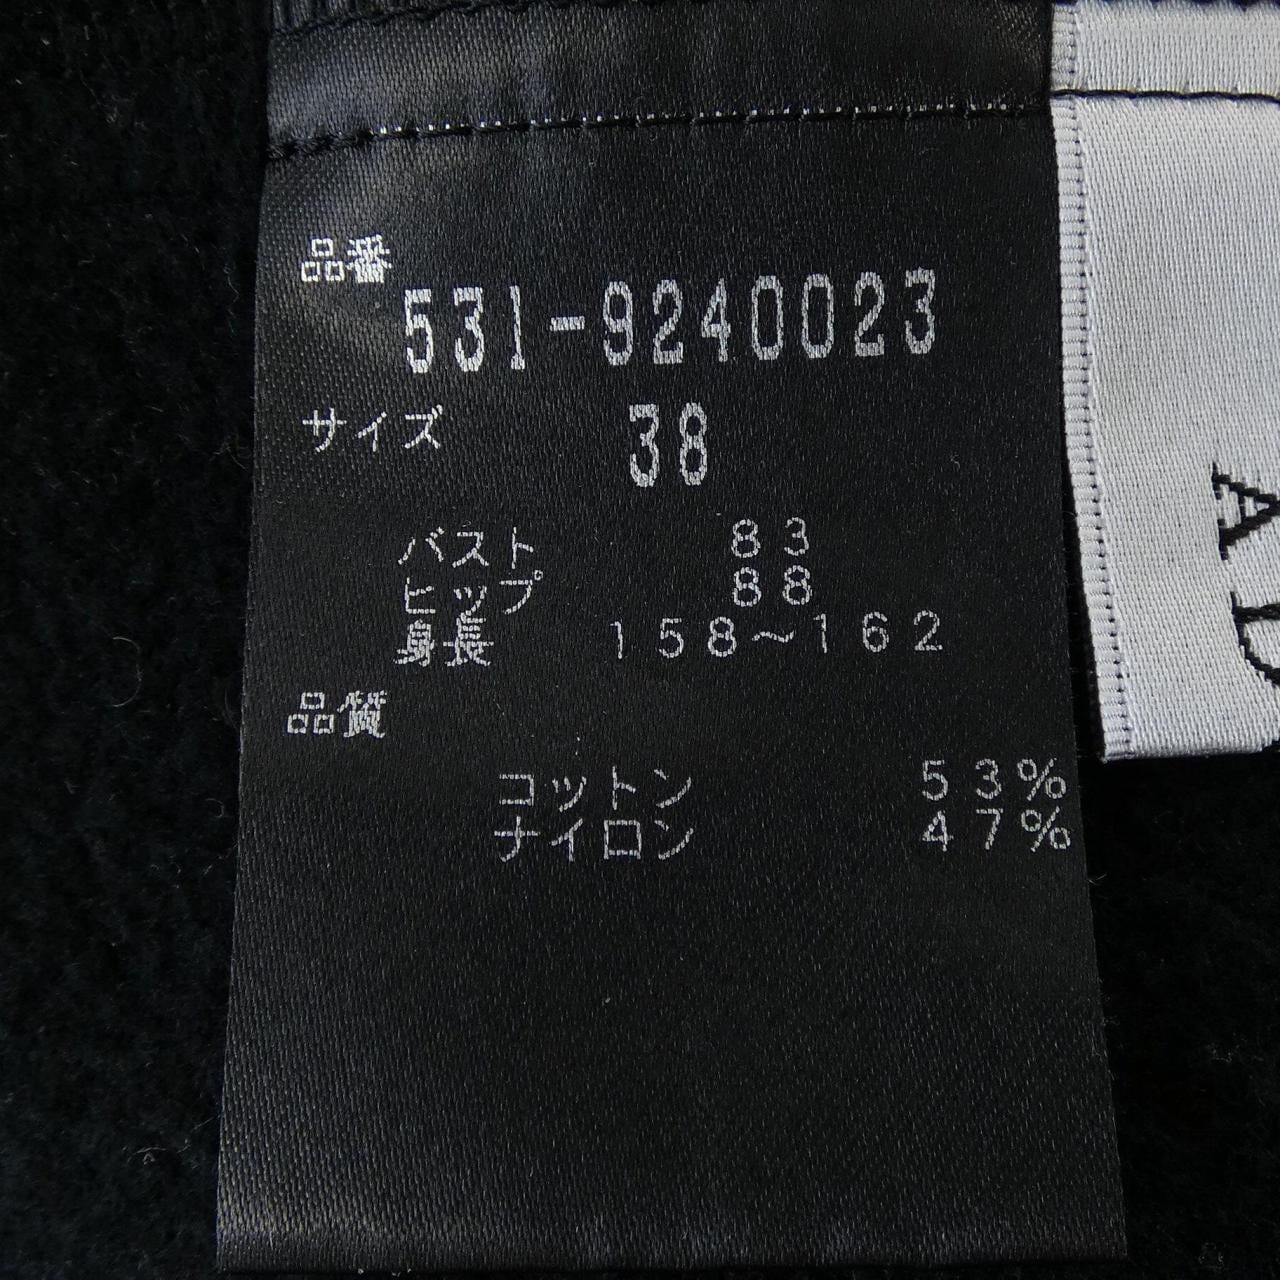 品番
531-9240023
サイズ 38
バスト 83
ヒップ 88
身長 158〜162
品質
コットン 53%
ナイロン 47%
AD